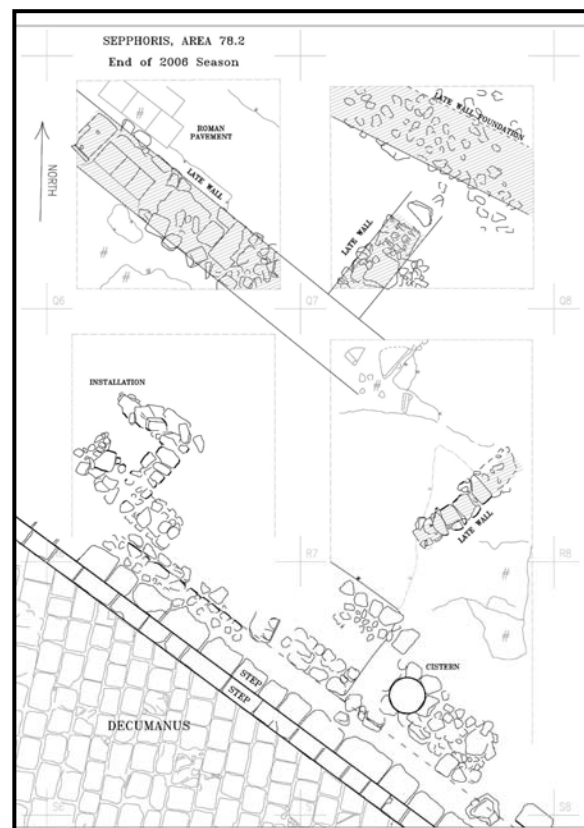 SEPPHORIS, AREA 78.2
End of 2006 Season
NORTH
ROMAN
PAVEMENT
LATE WALL
LATE WALL FOUNDATION
LATE WALL
Q6
Q7
Q8
INSTALLATION
LATE WALL
R7
R8
CISTERN
STEP
STEP
DECUMANUS
S8